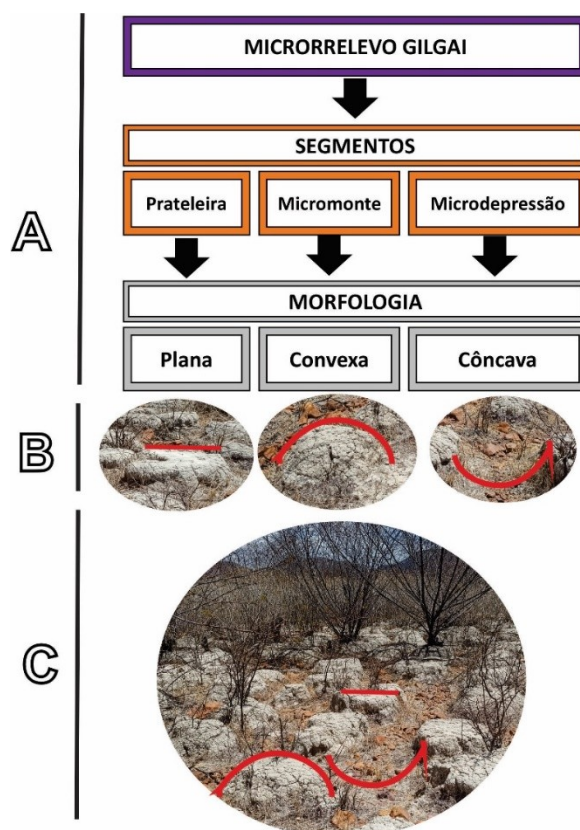 MICRORRELEVO GILGAI
SEGMENTOS
Prateleira Micromonte Microdepressão
A
MORFOLOGIA
Plana Convexa Côncava
B
C